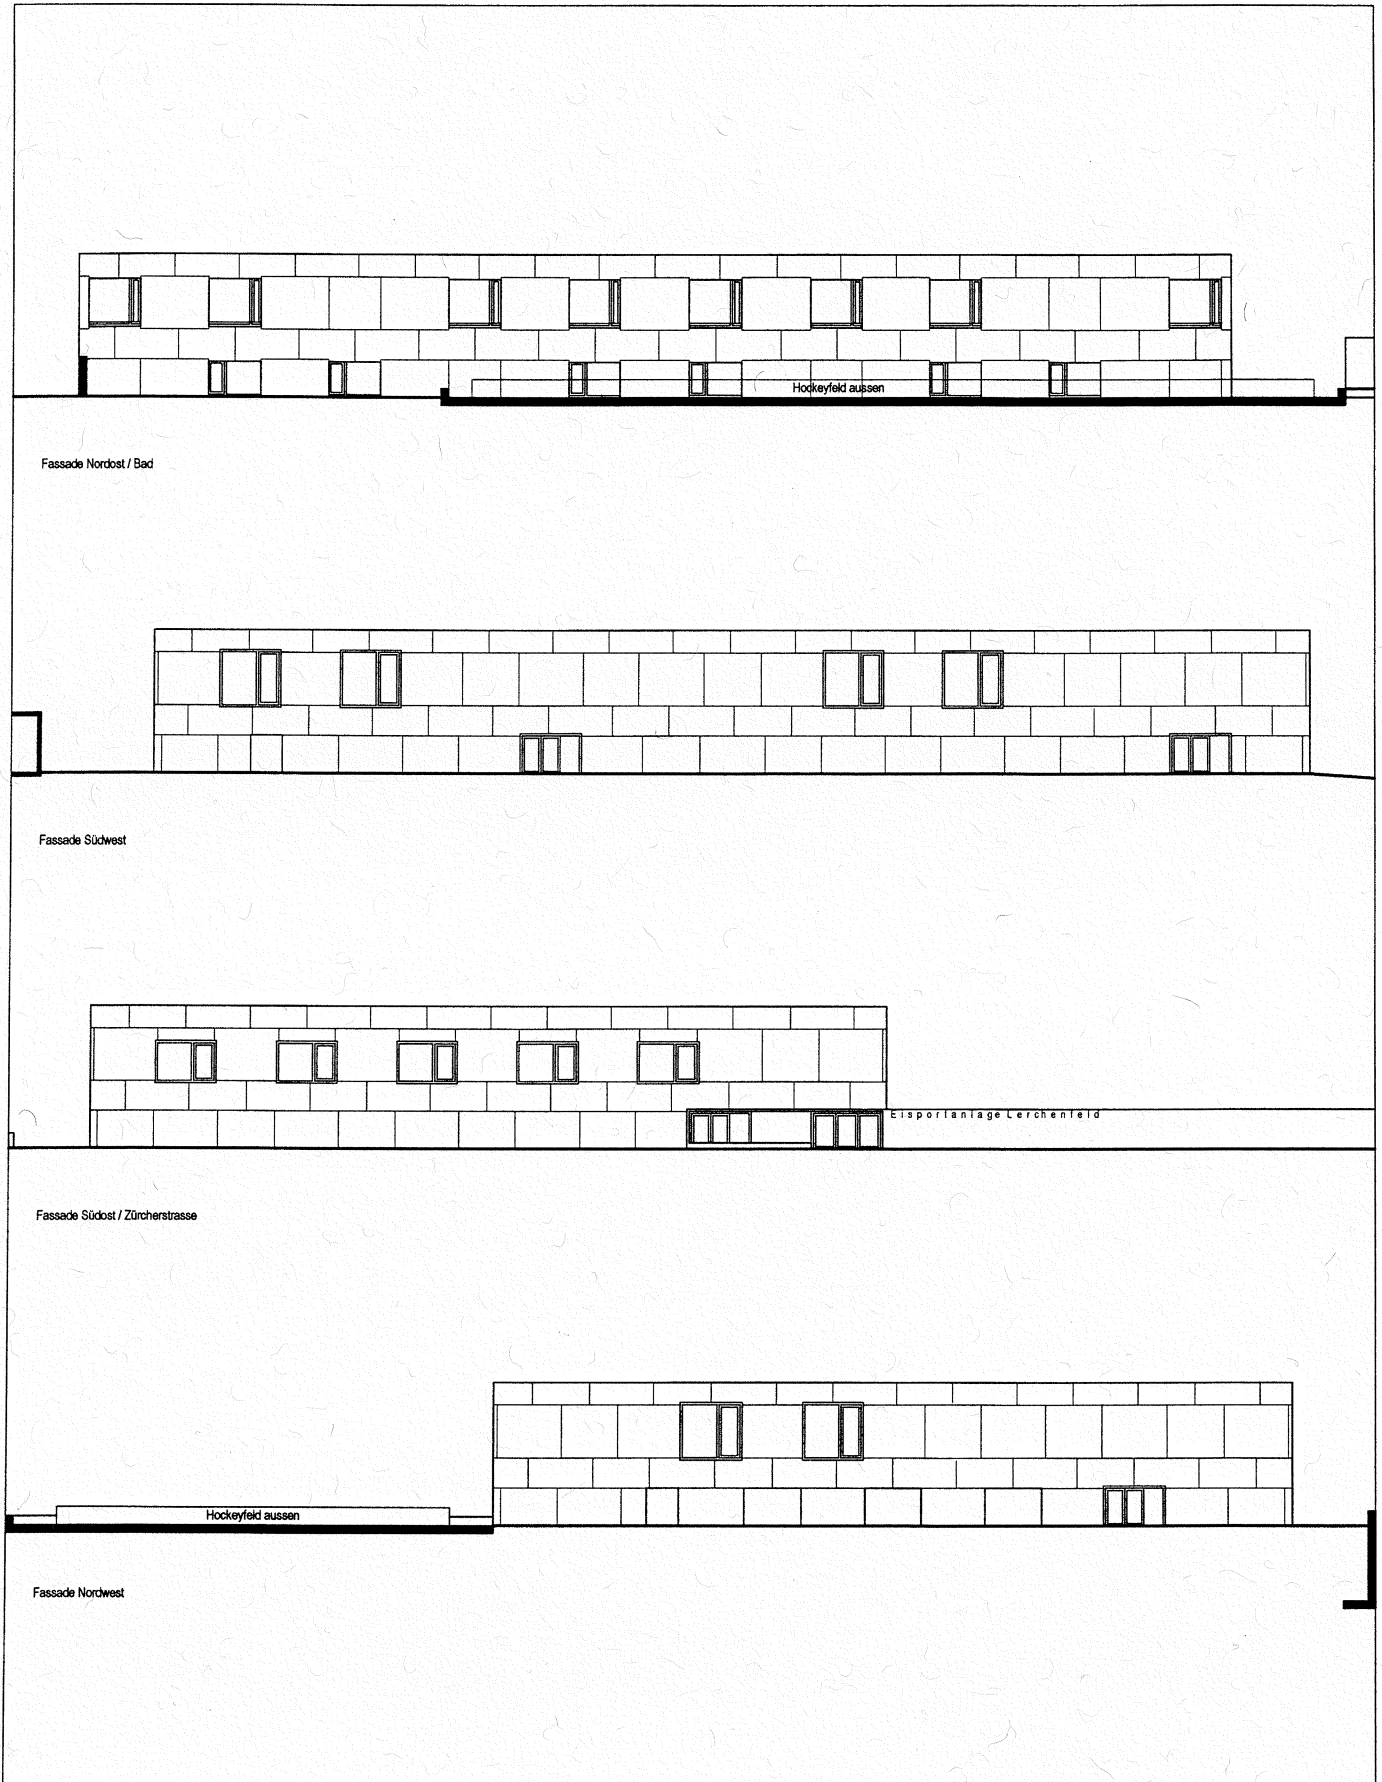 Hockeyfeld aussen
Fassade Nordost / Bad
Fassade Südwest
Eisportanlage Lerchenfeld
Fassade Südost / Zürcherstrasse
Hockeyfeld aussen
Fassade Nordwest